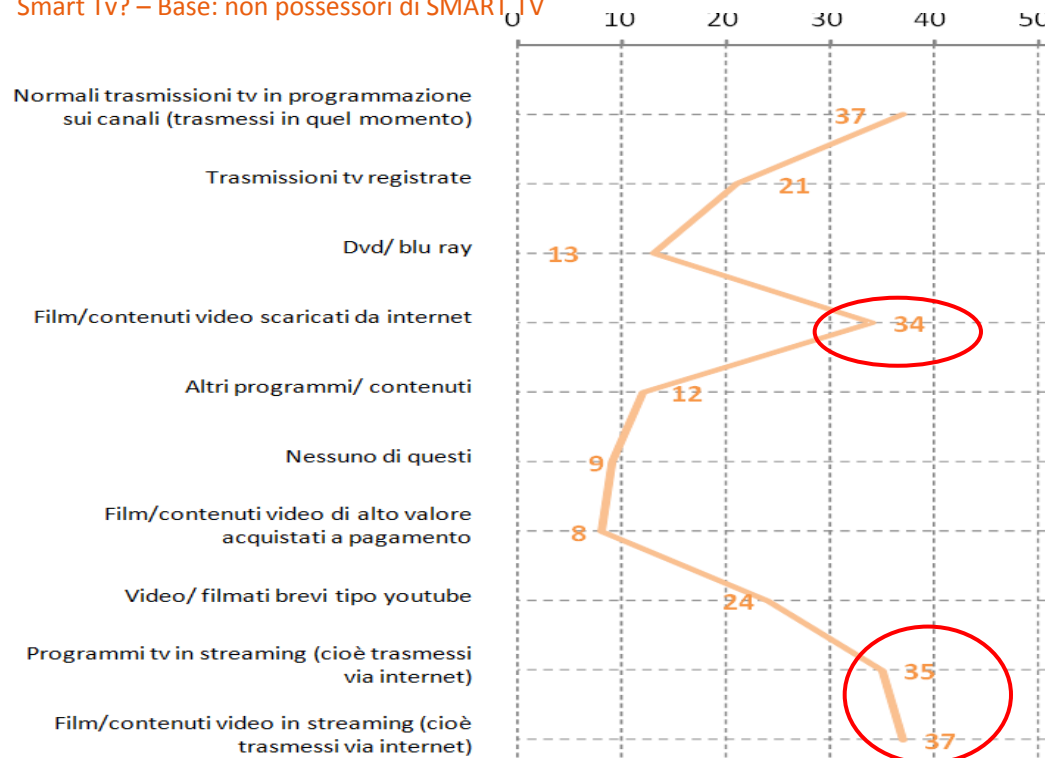 Smart Tv? – Base: non possessori di SMART TV
0 10 20 30 40 50
Normali trasmissioni tv in programmazione
sui canali (trasmessi in quel momento)
37
Trasmissioni tv registrate
21
Dvd/ blu ray
13
Film/contenuti video scaricati da internet
34
Altri programmi/ contenuti
12
Nessuno di questi
9
Film/contenuti video di alto valore
acquistati a pagamento
8
Video/ filmati brevi tipo youtube
24
Programmi tv in streaming (cioè trasmessi
via internet)
35
Film/contenuti video in streaming (cioè
trasmessi via internet)
37